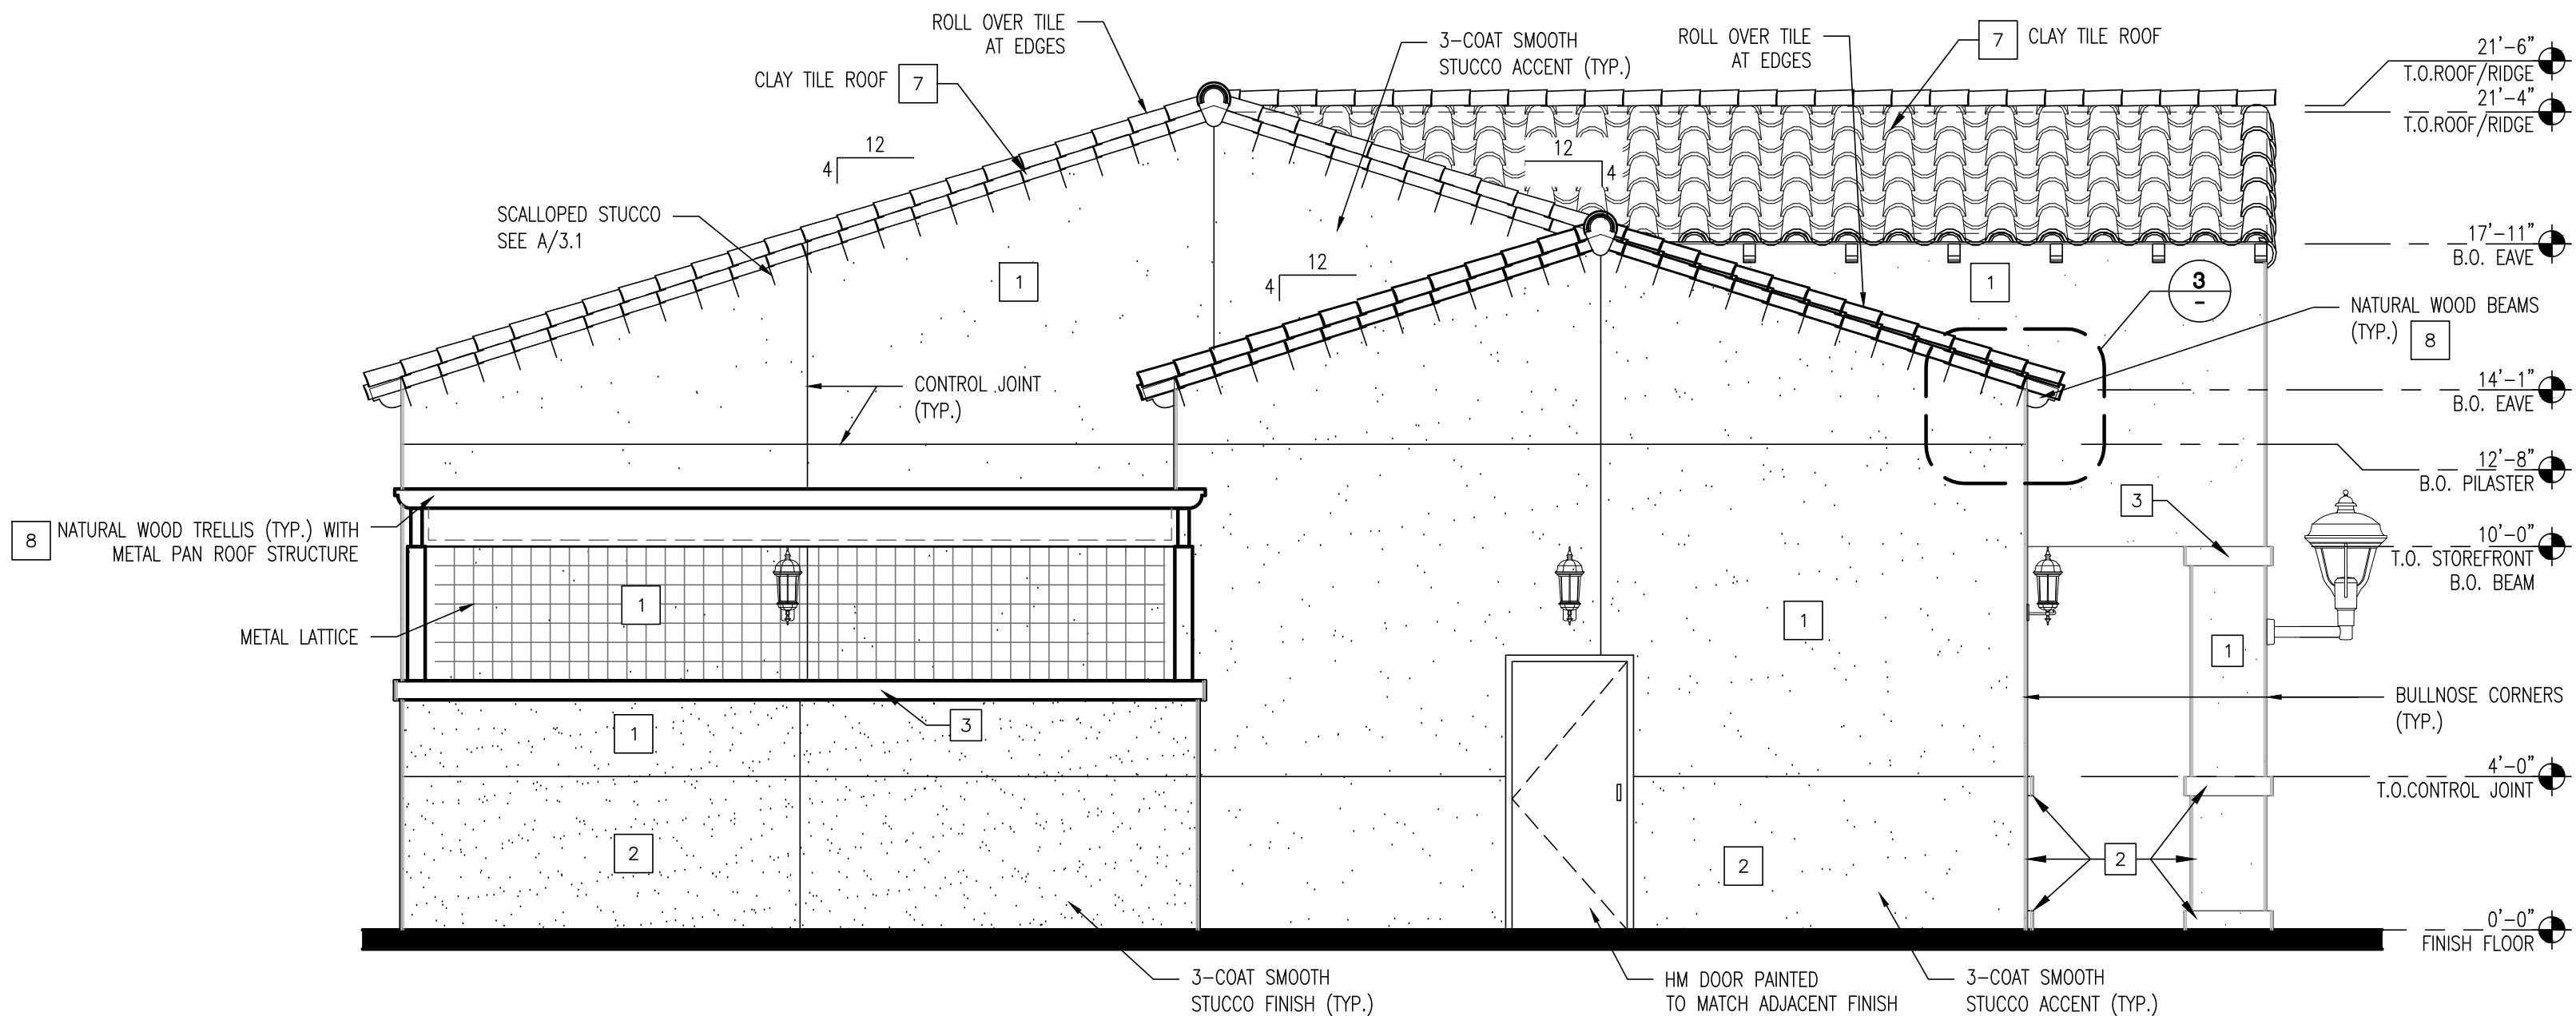 ROLL OVER TILE
AT EDGES
CLAY TILE ROOF 7
3-COAT SMOOTH
STUCCO ACCENT (TYP.)
ROLL OVER TILE
AT EDGES
7 CLAY TILE ROOF
21'-6"
T.O.ROOF/RIDGE
21'-4"
T.O.ROOF/RIDGE
12
4
12
4
SCALLOPED STUCCO
SEE A/3.1
1
12
4
1
3
-
17'-11"
B.O. EAVE
NATURAL WOOD BEAMS
(TYP.) 8
CONTROL JOINT
(TYP.)
14'-1"
B.O. EAVE
12'-8"
B.O. PILASTER
8 NATURAL WOOD TRELLIS (TYP.) WITH
METAL PAN ROOF STRUCTURE
3
10'-0"
T.O. STOREFRONT
B.O. BEAM
METAL LATTICE
1
1
1
BULLNOSE CORNERS
(TYP.)
1
3
4'-0"
T.O.CONTROL JOINT
2
2
2
0'-0"
FINISH FLOOR
3-COAT SMOOTH
STUCCO FINISH (TYP.)
HM DOOR PAINTED
TO MATCH ADJACENT FINISH
3-COAT SMOOTH
STUCCO ACCENT (TYP.)